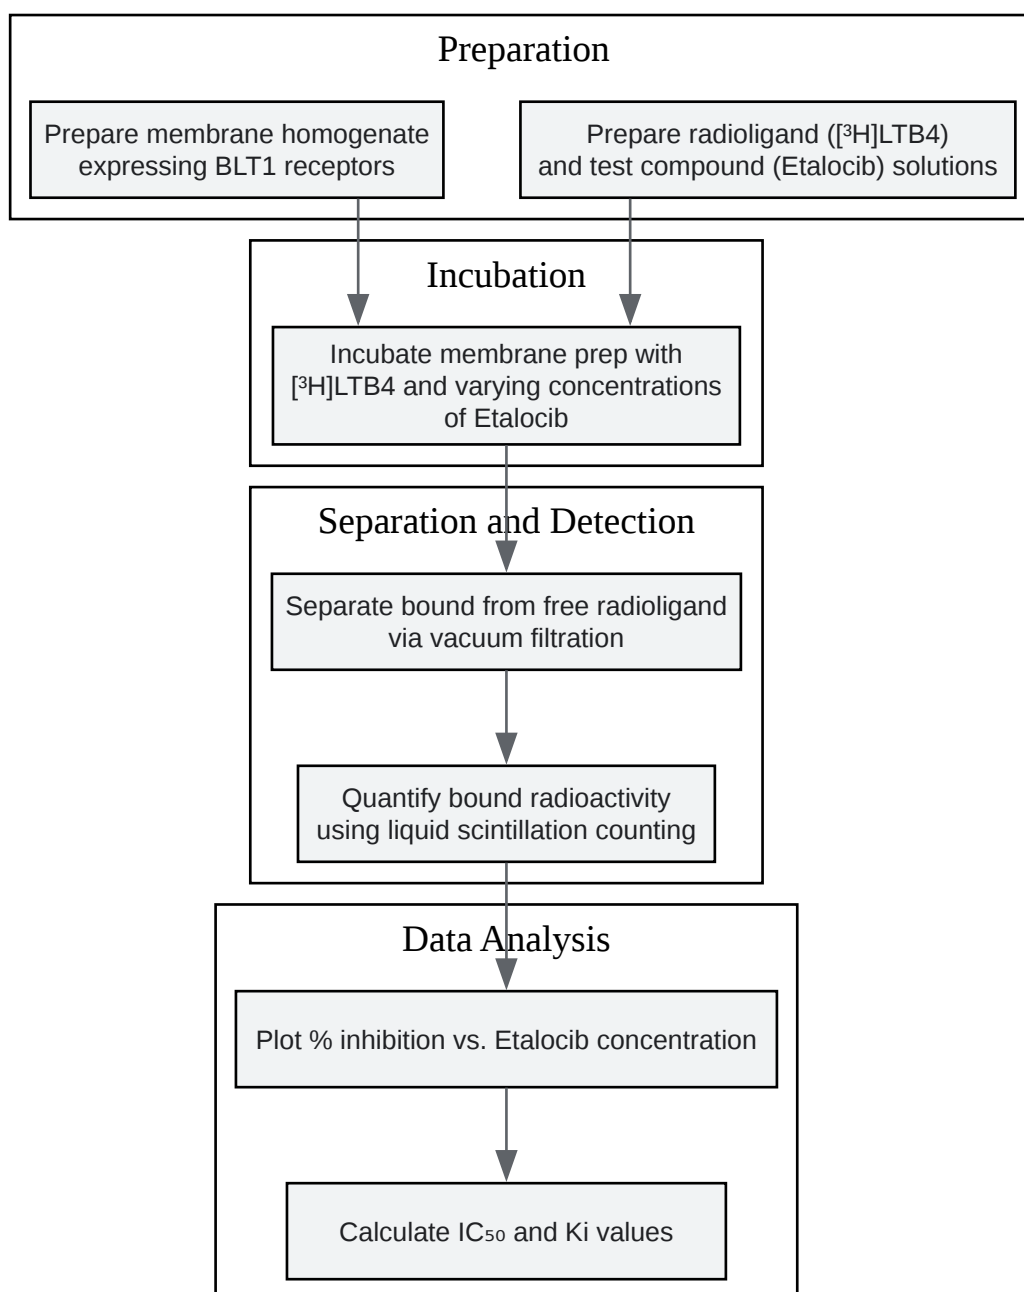 Preparation
Prepare membrane homogenate
expressing BLT1 receptors
Prepare radioligand ([³H]LTB4)
and test compound (Etalocib) solutions
Incubation
Incubate membrane prep with
[³H]LTB4 and varying concentrations
of Etalocib
Separation and Detection
Separate bound from free radioligand
via vacuum filtration
Quantify bound radioactivity
using liquid scintillation counting
Data Analysis
Plot % inhibition vs. Etalocib concentration
Calculate IC₅₀ and Ki values